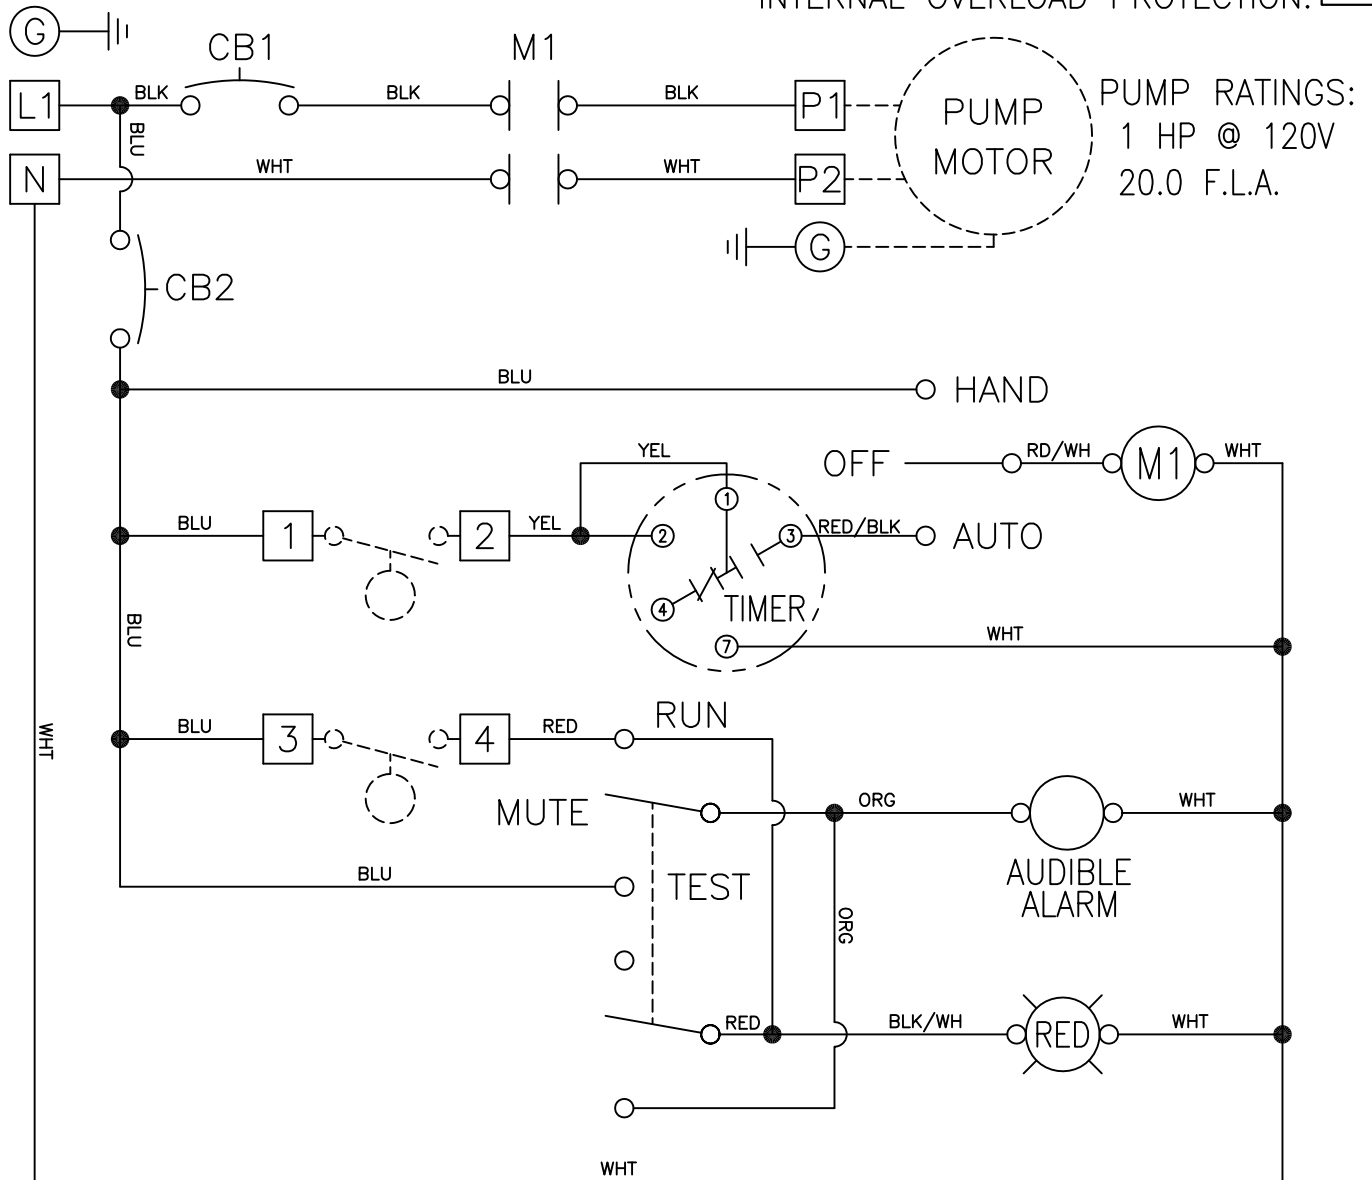 INTERNAL OVERLOAD PROTECTION:
G
CB1
M1
L1
BLK
BLK
BLK
P1
PUMP
MOTOR
PUMP RATINGS:
1 HP @ 120V
20.0 F.L.A.
BLU
N
WHT
WHT
P2
G
CB2
BLU
HAND
YEL
OFF
RD/WH
M1
WHT
BLU
1
2
YEL
1
2
3
RED/BLK
AUTO
4
TIMER
7
WHT
BLU
WHT
BLU
3
4
RED
RUN
MUTE
ORG
WHT
AUDIBLE
ALARM
BLU
TEST
ORG
RED
BLK/WH
RED
WHT
WHT